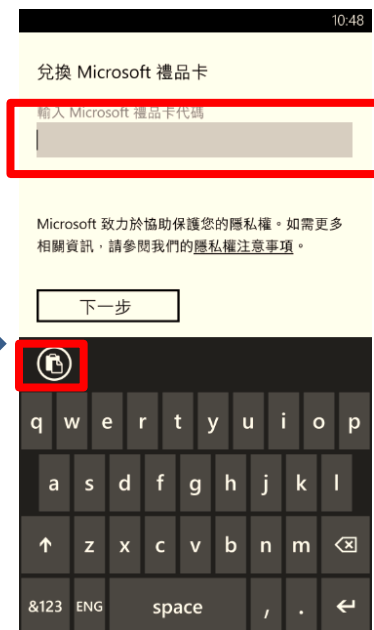 10:48
兌換 Microsoft 禮品卡
輸入 Microsoft 禮品卡代碼
Microsoft 致力於協助保護您的隱私權。如需更多
相關資訊，請參閱我們的隱私權注意事項。
下一步
q w e r t y u i o p
a s d f g h j k l
z x c v b n m
&123 ENG space , .